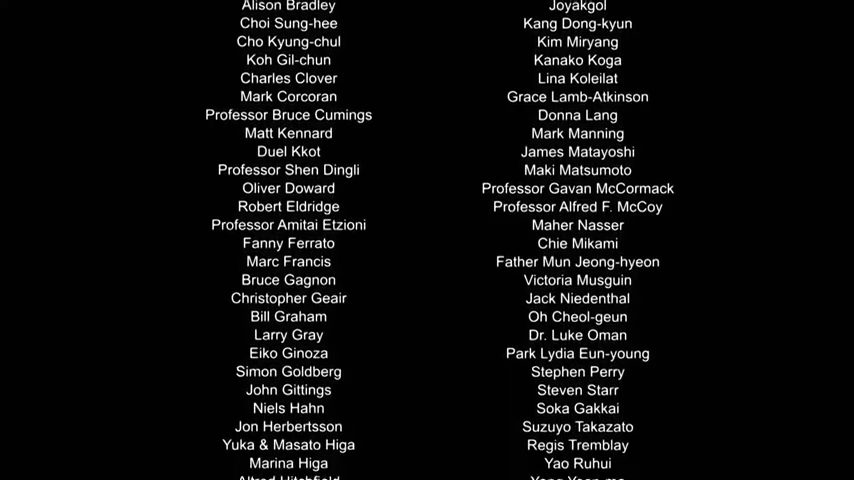 Alison Bradley
Choi Sung-hee
Cho Kyung-chul
Koh Gil-chun
Charles Clover
Mark Corcoran
Professor Bruce Cumings
Matt Kennard
Duel Kkot
Professor Shen Dingli
Oliver Doward
Robert Eldridge
Professor Amitai Etzioni
Fanny Ferrato
Marc Francis
Bruce Gagnon
Christopher Geair
Bill Graham
Larry Gray
Eiko Ginoza
Simon Goldberg
John Gittings
Niels Hahn
Jon Herbertsson
Yuka & Masato Higa
Marina Higa
Alfred Hitchfield
Joyakgol
Kang Dong-kyun
Kim Miryang
Kanako Koga
Lina Koleilat
Grace Lamb-Atkinson
Donna Lang
Mark Manning
James Matayoshi
Maki Matsumoto
Professor Gavan McCormack
Professor Alfred F. McCoy
Maher Nasser
Chie Mikami
Father Mun Jeong-hyeon
Victoria Musguin
Jack Niedenthal
Oh Cheol-geun
Dr. Luke Oman
Park Lydia Eun-young
Stephen Perry
Steven Starr
Soka Gakkai
Suzuyo Takazato
Regis Tremblay
Yao Ruhui